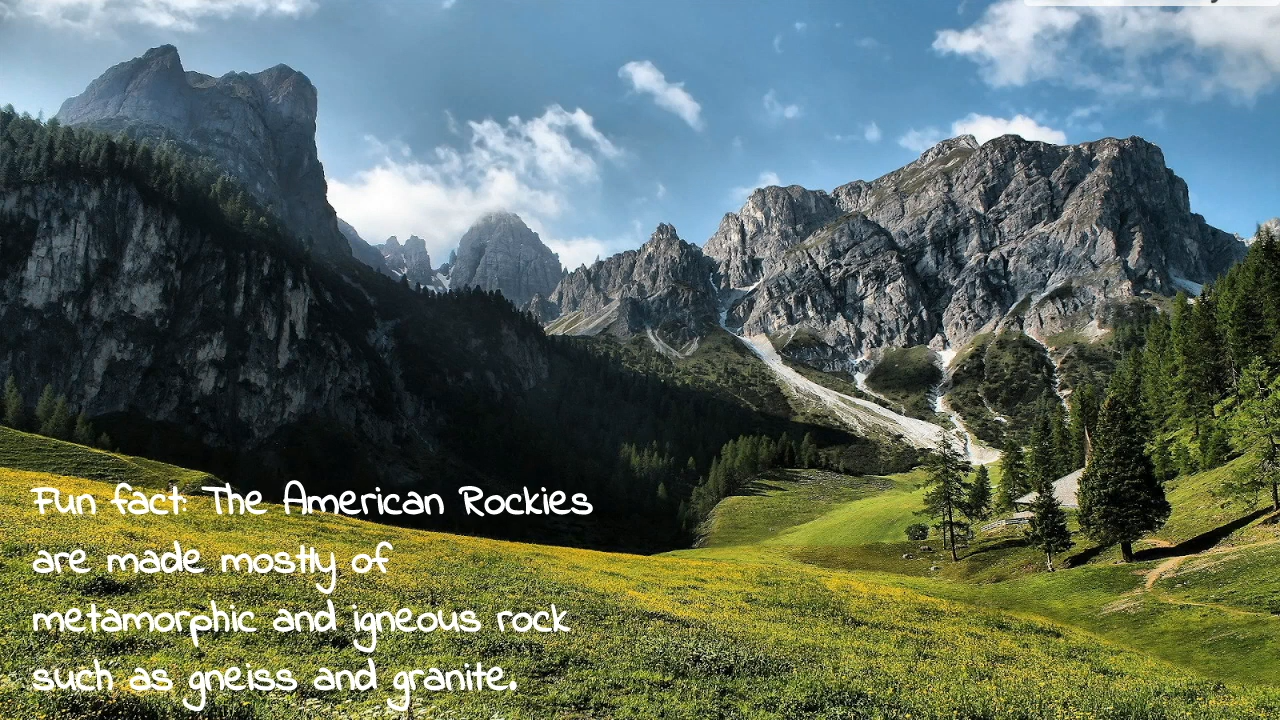 Fun fact: The American Rockies
are made mostly of
metamorphic and igneous rock
such as gneiss and granite.